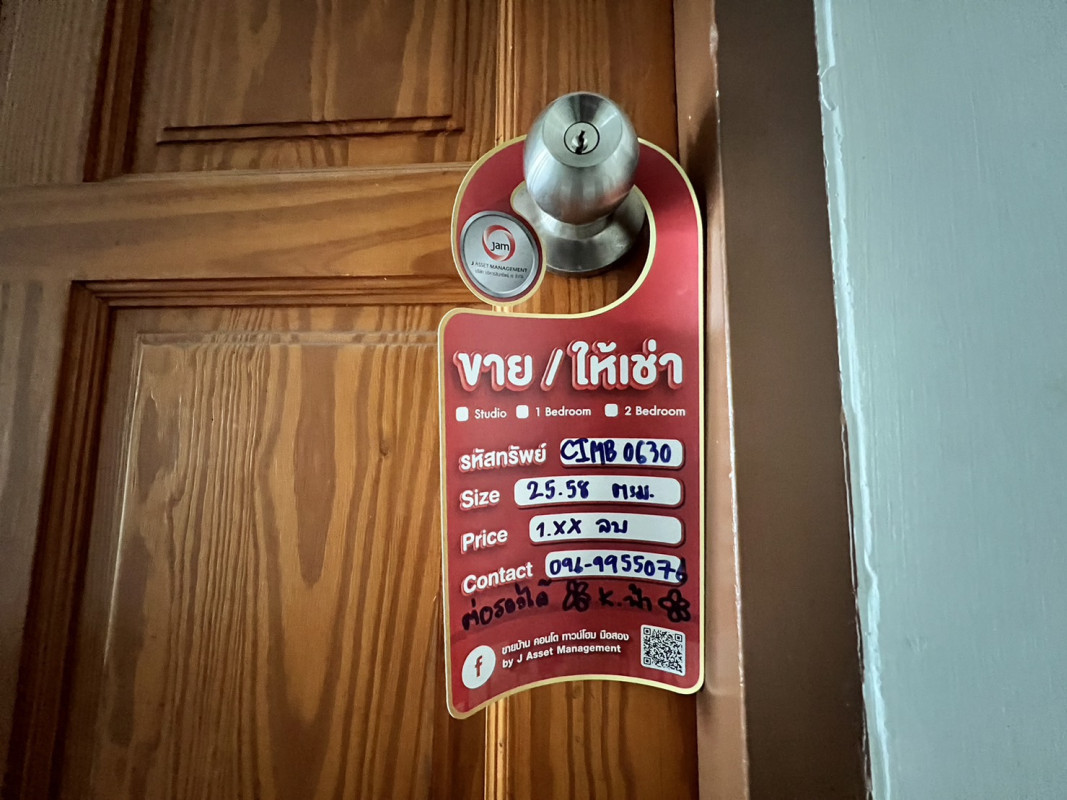 jam
J ASSET MANAGEMENT
ขาย / ให้เช่า
Studio 1 Bedroom 2 Bedroom
รหัสทรัพย์ CIMB 0630
Size 25.58 ตรม.
Price 1.XX ลบ
Contact 096-9955076
ต่อรองได้ K.ฟ้า
ขายบ้าน คอนโด ทาวน์โฮม มือสอง
by J Asset Management